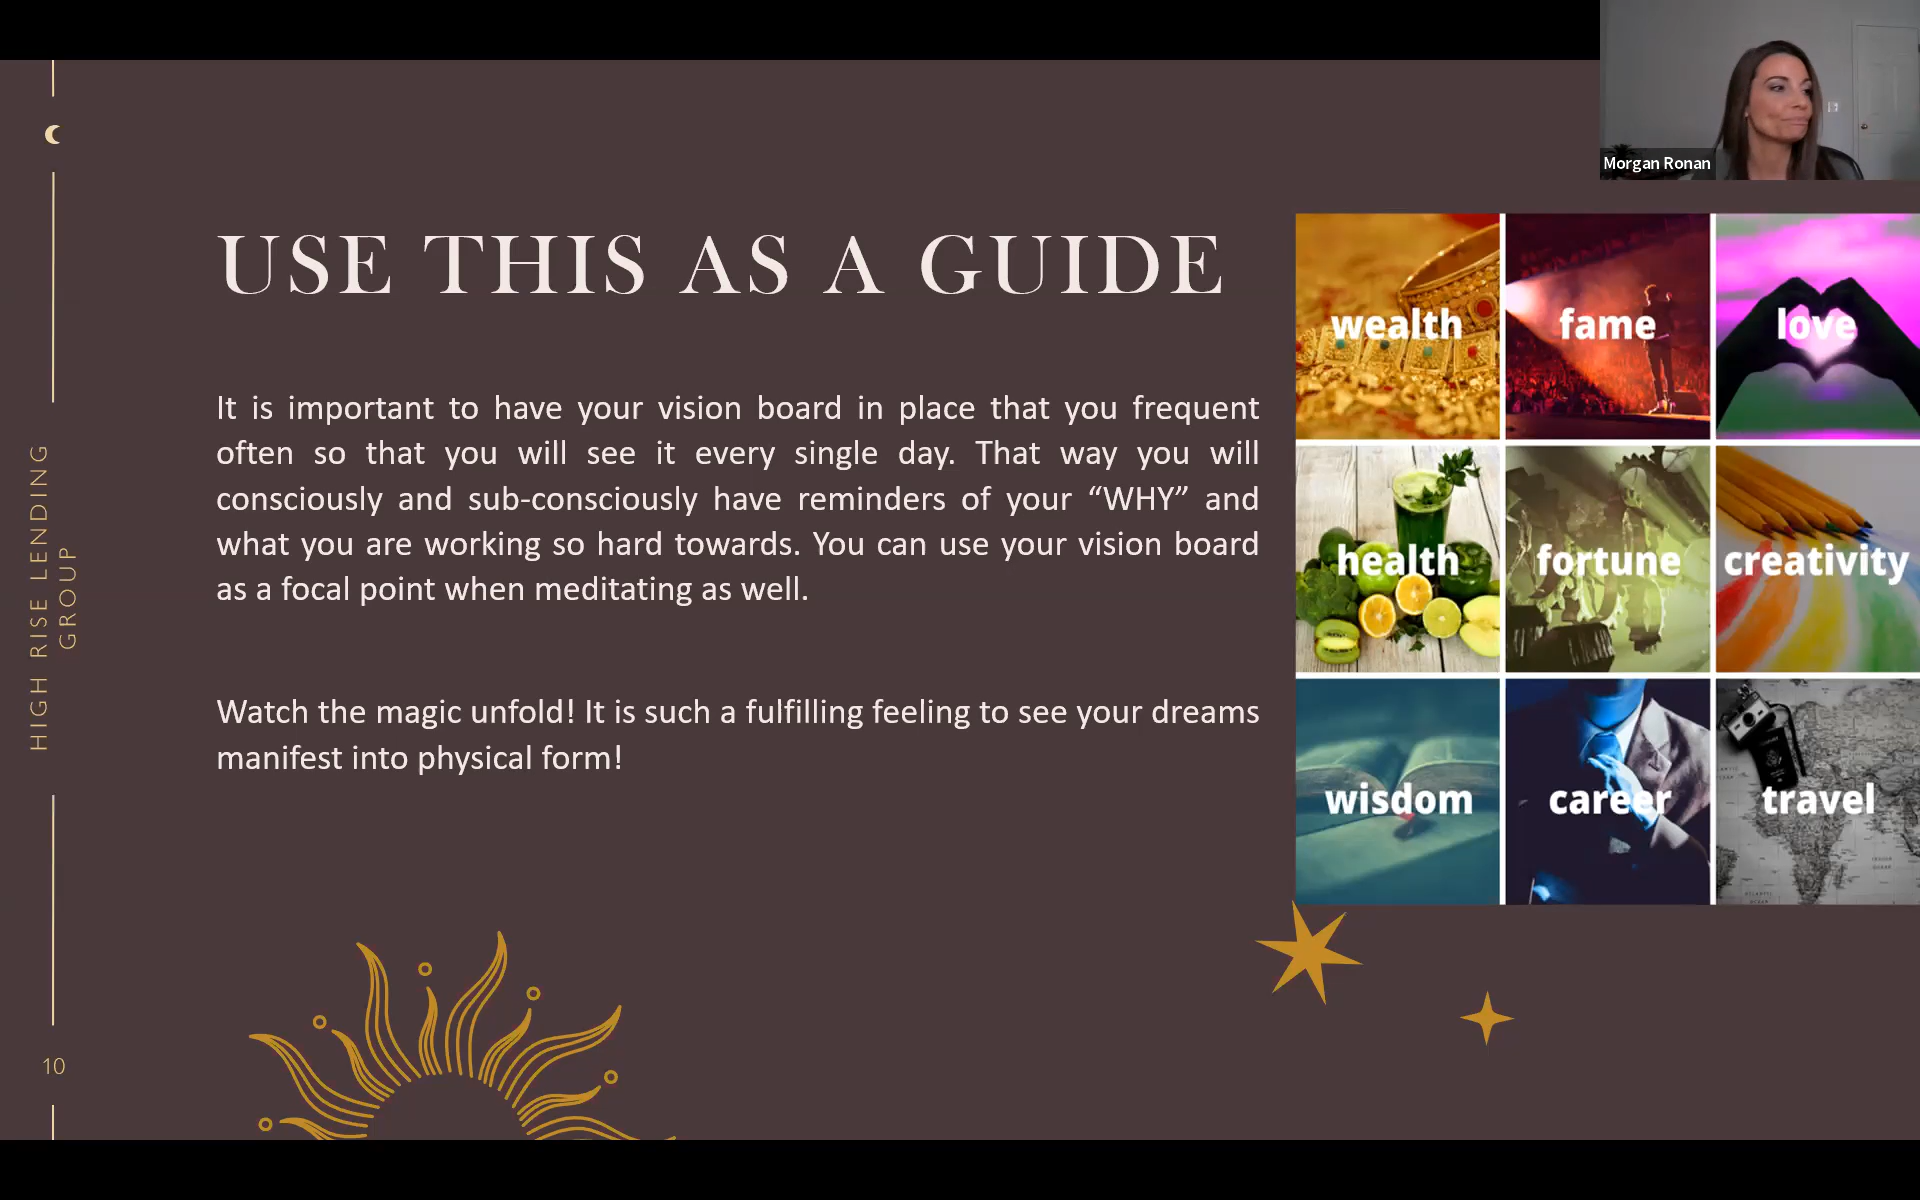 Morgan Ronan
USE THIS AS A GUIDE
It is important to have your vision board in place that you frequent
often so that you will see it every single day. That way you will
consciously and sub-consciously have reminders of your “WHY” and
what you are working so hard towards. You can use your vision board
as a focal point when meditating as well.
Watch the magic unfold! It is such a fulfilling feeling to see your dreams
manifest into physical form!
wealth
fame
love
health
fortune
creativity
wisdom
career
travel
HIGH RISE LENDING
GROUP
10